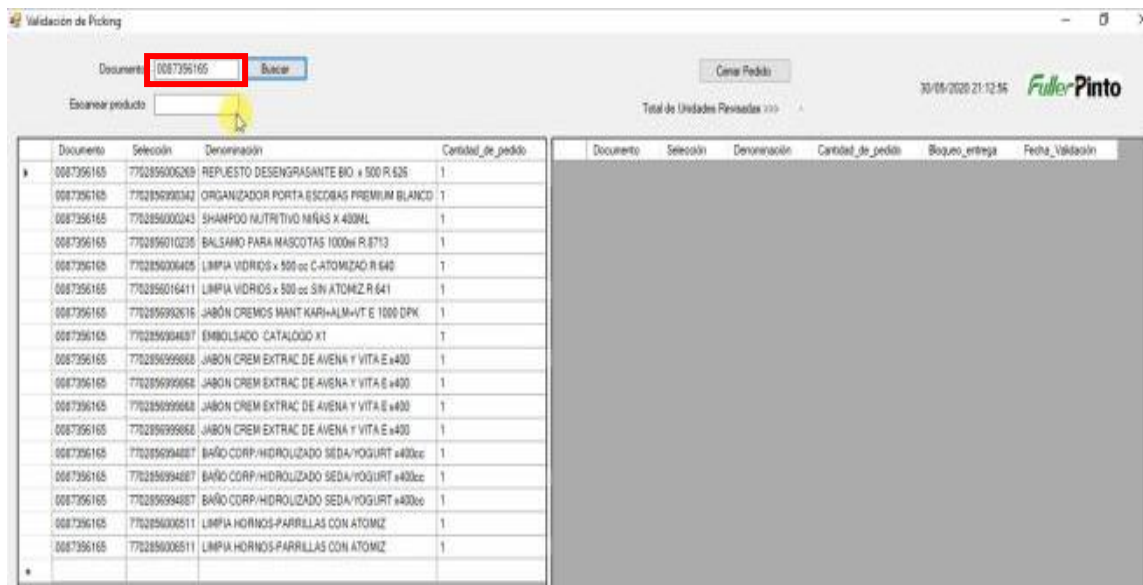 Validación de Picking
Documento 0087356165 Buscar
Cerrar Pedido
30/05/2020 21:12:56
Fuller Pinto
Escanear producto
Total de Unidades Revisadas >>>
Documento Selección Denominación Cantidad_de_pedido
Documento Selección Denominación Cantidad_de_pedido Bloqueo_entrega Fecha_Validación
0087356165 7702856006269 REPUESTO DESENGRASANTE BIO. x 500 R.626 1
0087356165 7702856998342 ORGANIZADOR PORTA ESCOBAS PREMIUM BLANCO 1
0087356165 7702856000243 SHAMPOO NUTRITIVO NIÑAS X 400ML 1
0087356165 7702856010235 BALSAMO PARA MASCOTAS 1000ml R.8713 1
0087356165 7702856006405 LIMPIA VIDRIOS x 500 cc C-ATOMIZAD R.640 1
0087356165 7702856016411 LIMPIA VIDRIOS x 500 cc SIN ATOMIZ R.641 1
0087356165 7702856992616 JABÓN CREMOS MANT KARI+ALM+VT E 1000 DPK 1
0087356165 7702856984697 EMBOLSADO CATALOGO X1 1
0087356165 7702856999868 JABON CREM EXTRAC DE AVENA Y VITA E x400 1
0087356165 7702856999868 JABON CREM EXTRAC DE AVENA Y VITA E x400 1
0087356165 7702856999868 JABON CREM EXTRAC DE AVENA Y VITA E x400 1
0087356165 7702856999868 JABON CREM EXTRAC DE AVENA Y VITA E x400 1
0087356165 7702856994887 BAÑO CORP/HIDROLIZADO SEDA/YOGURT x400cc 1
0087356165 7702856994887 BAÑO CORP/HIDROLIZADO SEDA/YOGURT x400cc 1
0087356165 7702856994887 BAÑO CORP/HIDROLIZADO SEDA/YOGURT x400cc 1
0087356165 7702856006511 LIMPIA HORNOS-PARRILLAS CON ATOMIZ 1
0087356165 7702856006511 LIMPIA HORNOS-PARRILLAS CON ATOMIZ 1